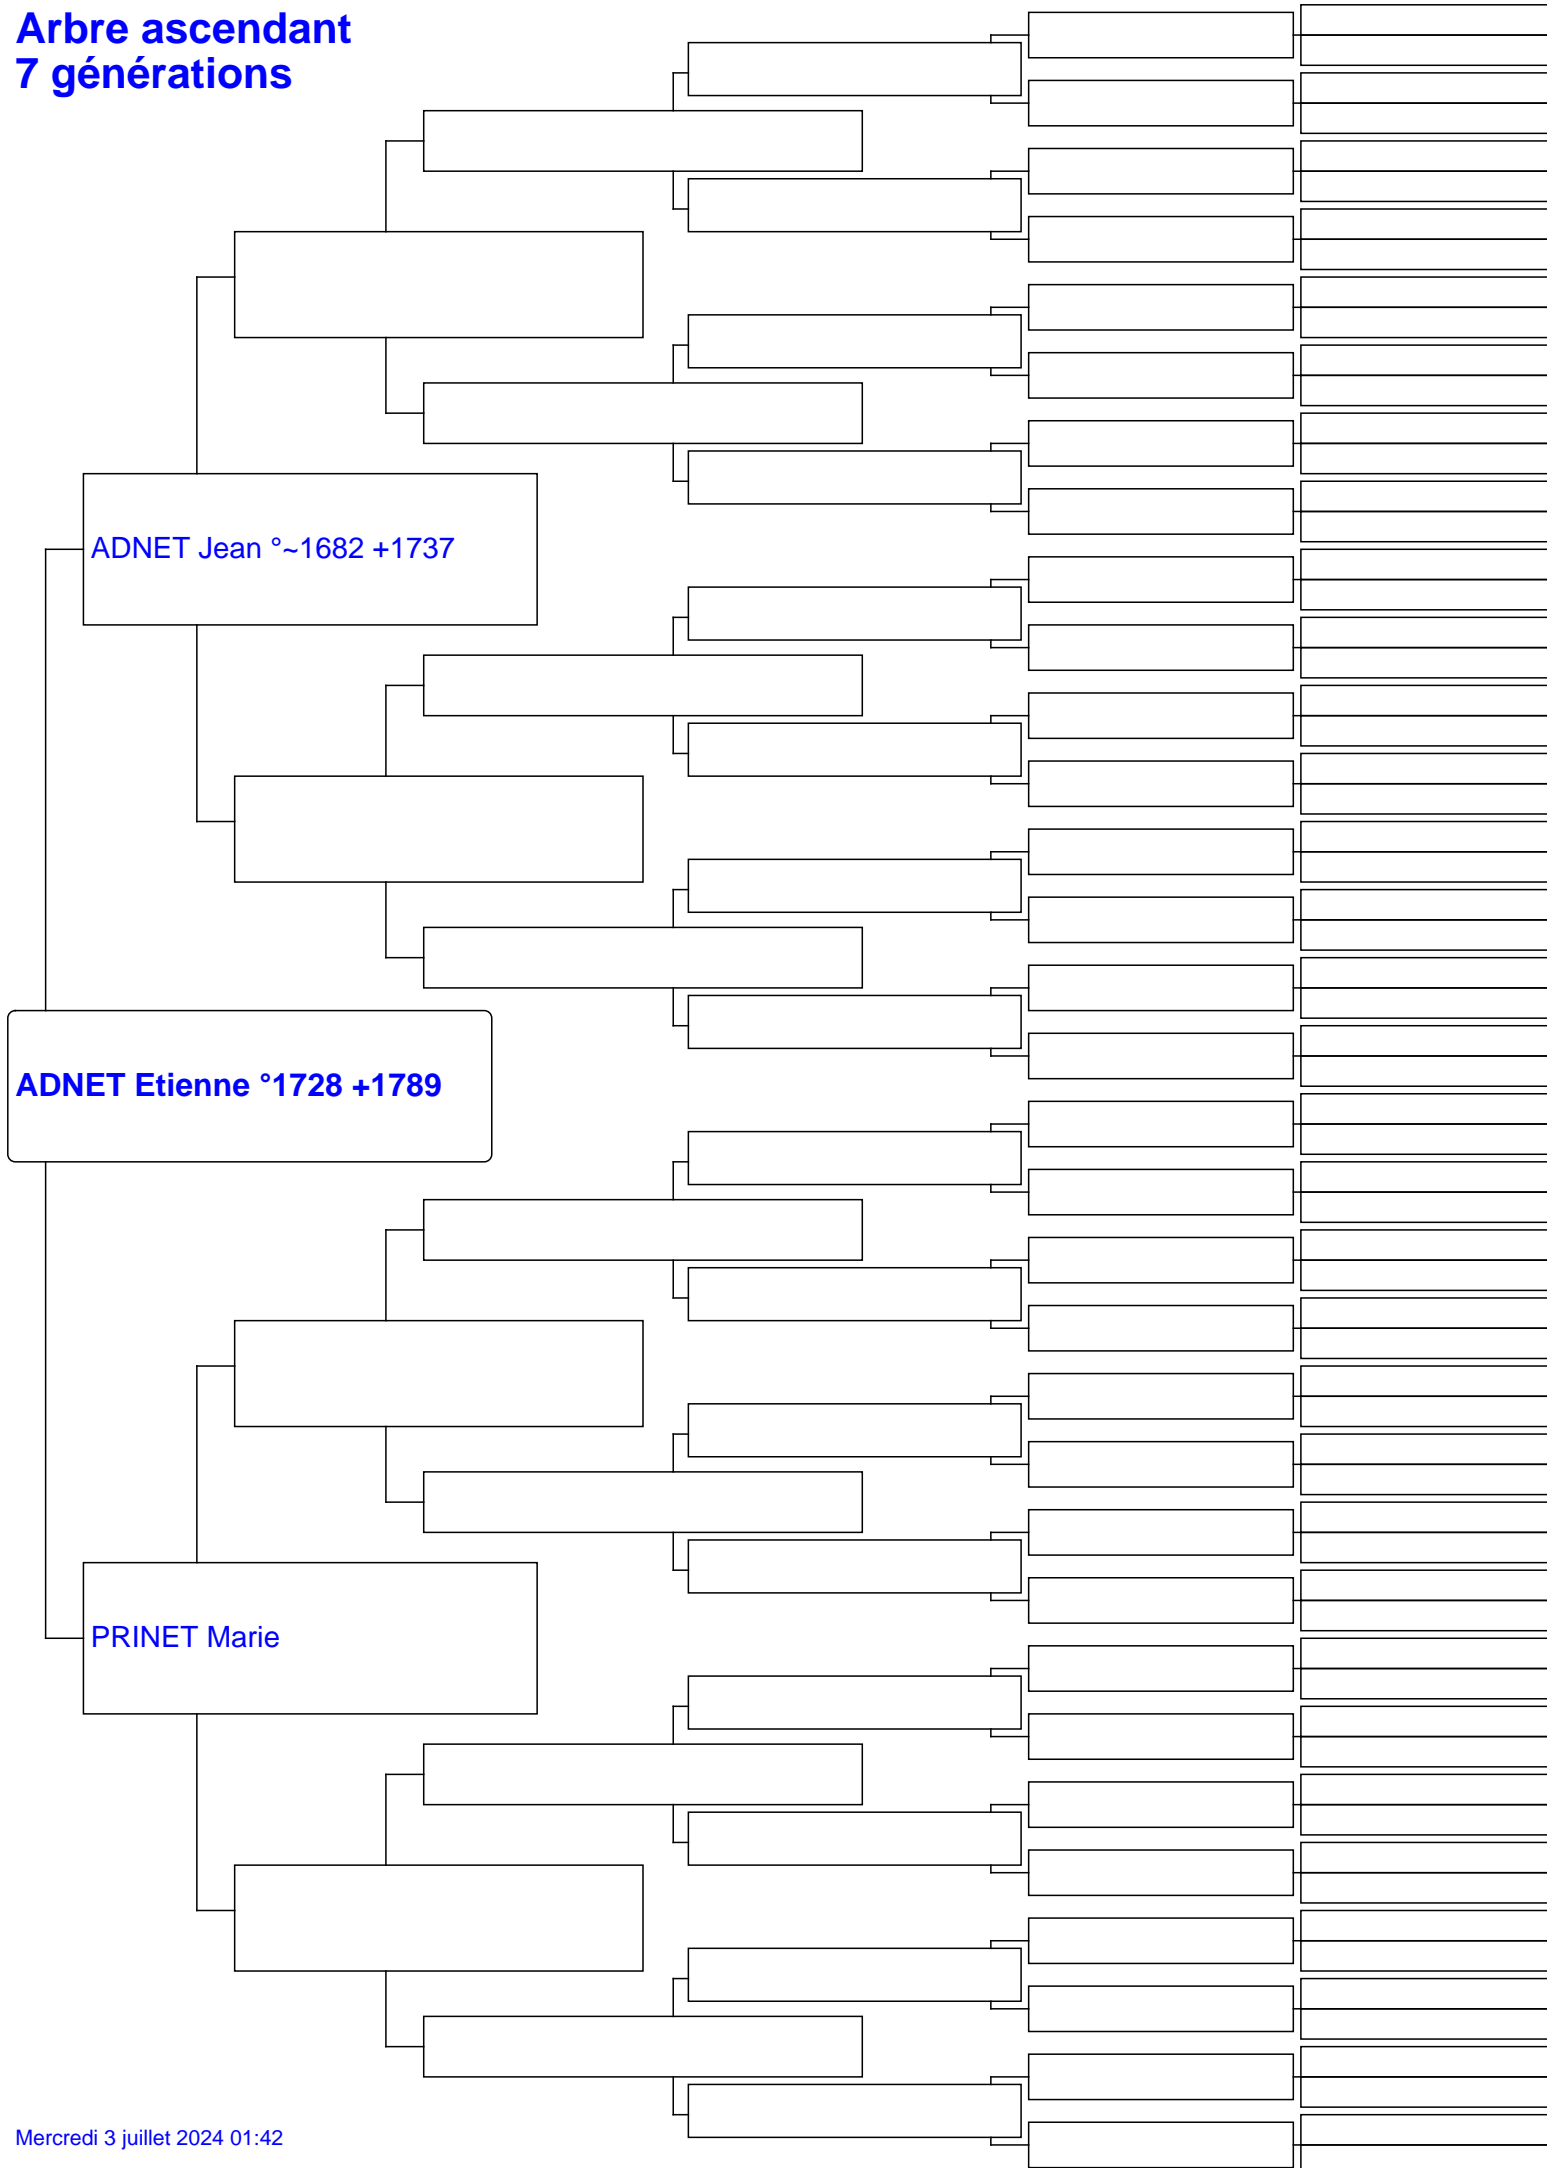 Arbre ascendant
7 générations
ADNET Jean °~1682 +1737
ADNET Etienne °1728 +1789
PRINET Marie
Mercredi 3 juillet 2024 01:42